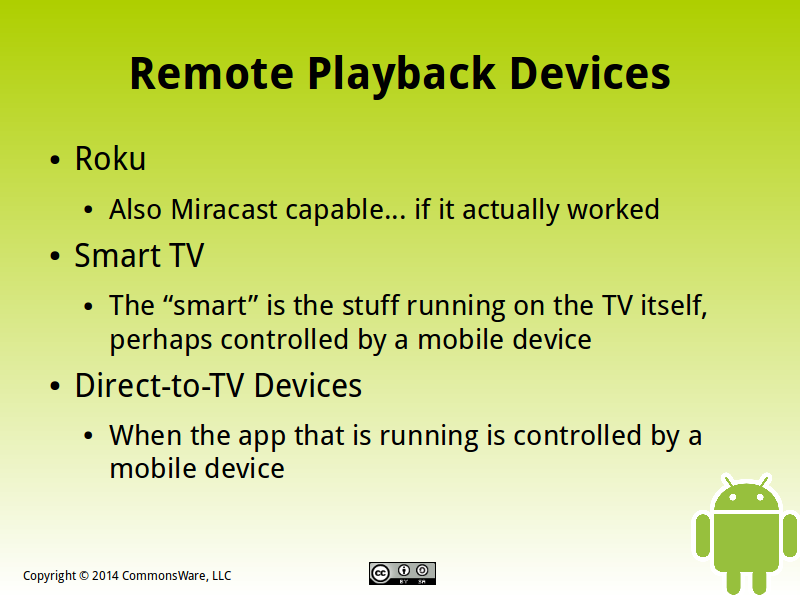 Remote Playback Devices
• Roku
• Also Miracast capable... if it actually worked
• Smart TV
• The “smart” is the stuff running on the TV itself,
perhaps controlled by a mobile device
• Direct-to-TV Devices
• When the app that is running is controlled by a
mobile device
Copyright © 2014 CommonsWare, LLC
cc BY SA